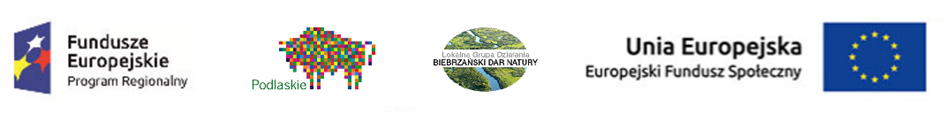 Fundusze
Europejskie
Program Regionalny
Podlaskie
Lokalna Grupa Działania
BIEBRZAŃSKI DAR NATURY
Unia Europejska
Europejski Fundusz Społeczny